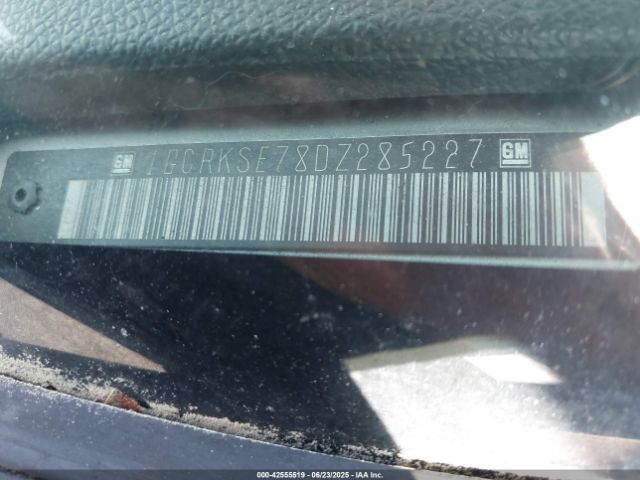 GM 1GCRKSE78DZ285227 GM
000-42555519 - 06/23/2025 - IAA Inc.